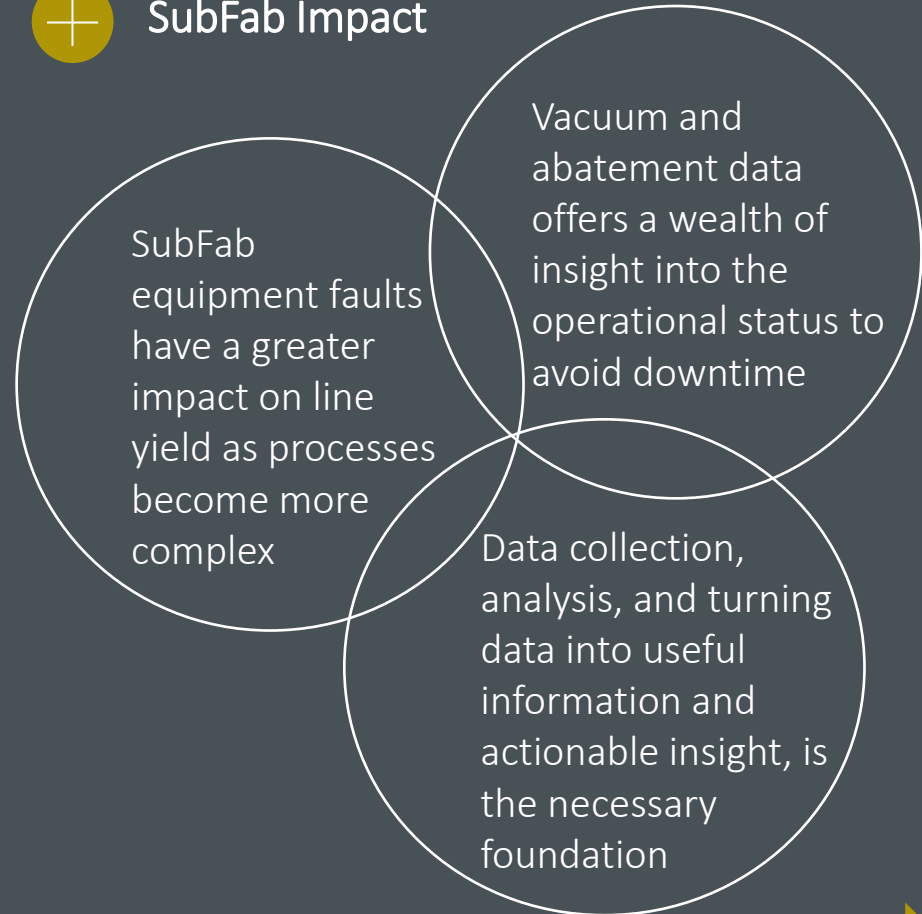 SubFab Impact
SubFab
equipment faults
have a greater
impact on line
yield as processes
become more
complex
Vacuum and
abatement data
offers a wealth of
insight into the
operational status to
avoid downtime
Data collection,
analysis, and turning
data into useful
information and
actionable insight, is
the necessary
foundation